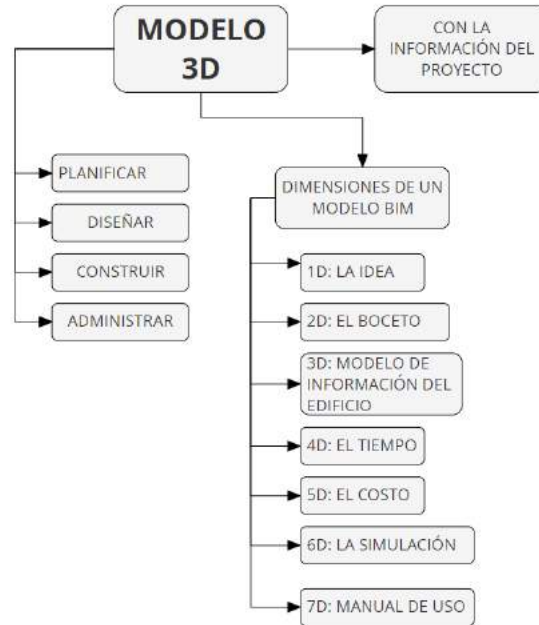 MODELO
3D
CON LA
INFORMACIÓN DEL
PROYECTO
PLANIFICAR
DISEÑAR
CONSTRUIR
ADMINISTRAR
DIMENSIONES DE UN
MODELO BIM
1D: LA IDEA
2D: EL BOCETO
3D: MODELO DE
INFORMACIÓN DEL
EDIFICIO
4D: EL TIEMPO
5D: EL COSTO
6D: LA SIMULACIÓN
7D: MANUAL DE USO